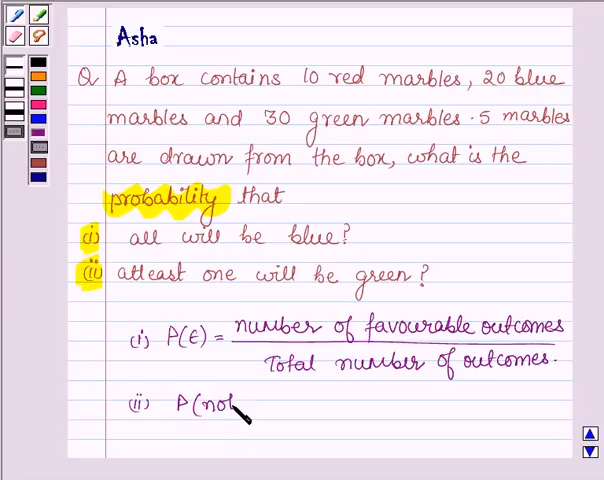 Asha
Q A box contains 10 red marbles, 20 blue
marbles and 30 green marbles. 5 marbles
are drawn from the box, what is the
probability that
(i) all will be blue?
(ii) atleast one will be green?
(i) P(E) = number of favourable outcomes
Total number of outcomes.
(ii) P(not